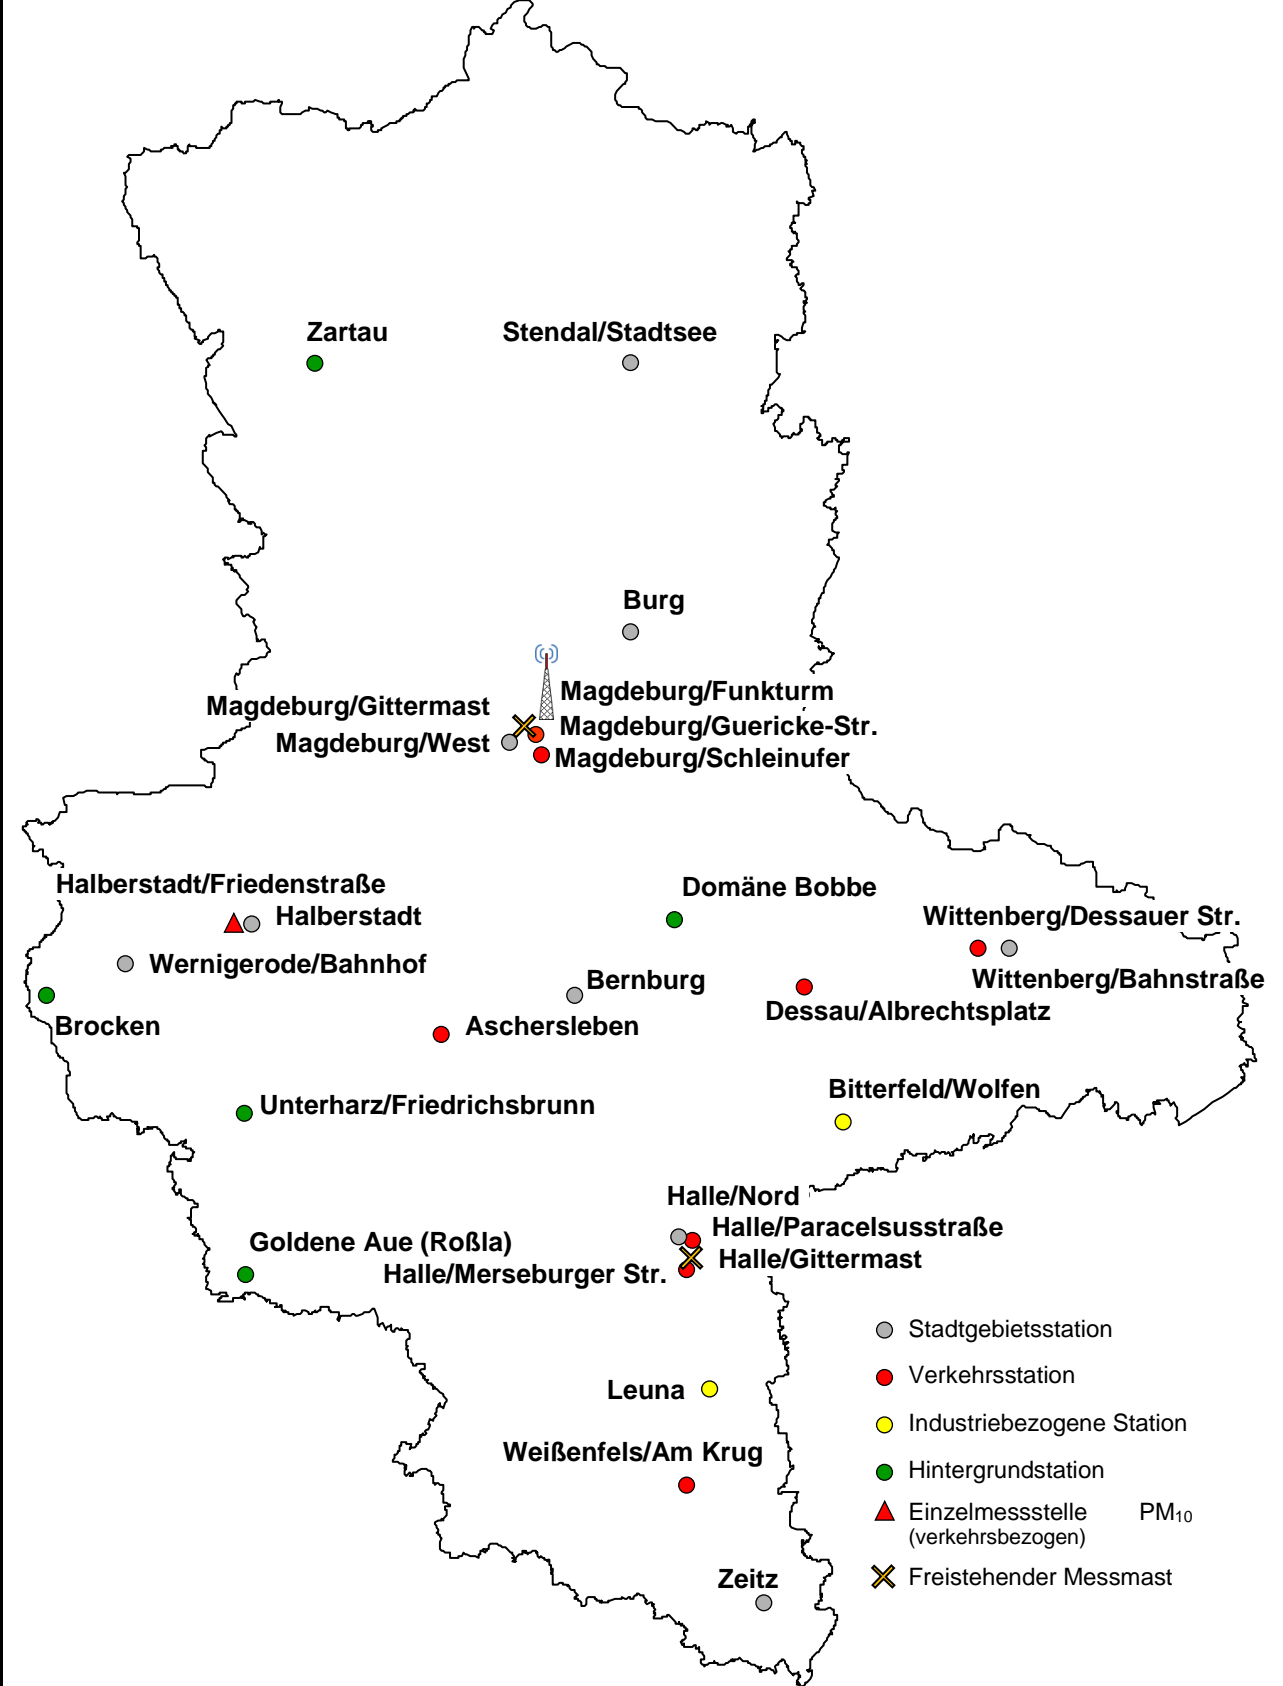 Zartau
Stendal/Stadtsee
Burg
Magdeburg/Funkturm
Magdeburg/Gittermast
Magdeburg/Guericke-Str.
Magdeburg/West
Magdeburg/Schleinufer
Halberstadt/Friedenstraße
Halberstadt
Domäne Bobbe
Wittenberg/Dessauer Str.
Wernigerode/Bahnhof
Bernburg
Wittenberg/Bahnstraße
Dessau/Albrechtsplatz
Brocken
Aschersleben
Bitterfeld/Wolfen
Unterharz/Friedrichsbrunn
Halle/Nord
Halle/Paracelsusstraße
Goldene Aue (Roßla)
Halle/Gittermast
Halle/Merseburger Str.
Leuna
Weißenfels/Am Krug
Zeitz
Stadtgebietsstation
Verkehrsstation
Industriebezogene Station
Hintergrundstation
Einzelmessstelle PM₁₀
(verkehrsbezogen)
Freistehender Messmast